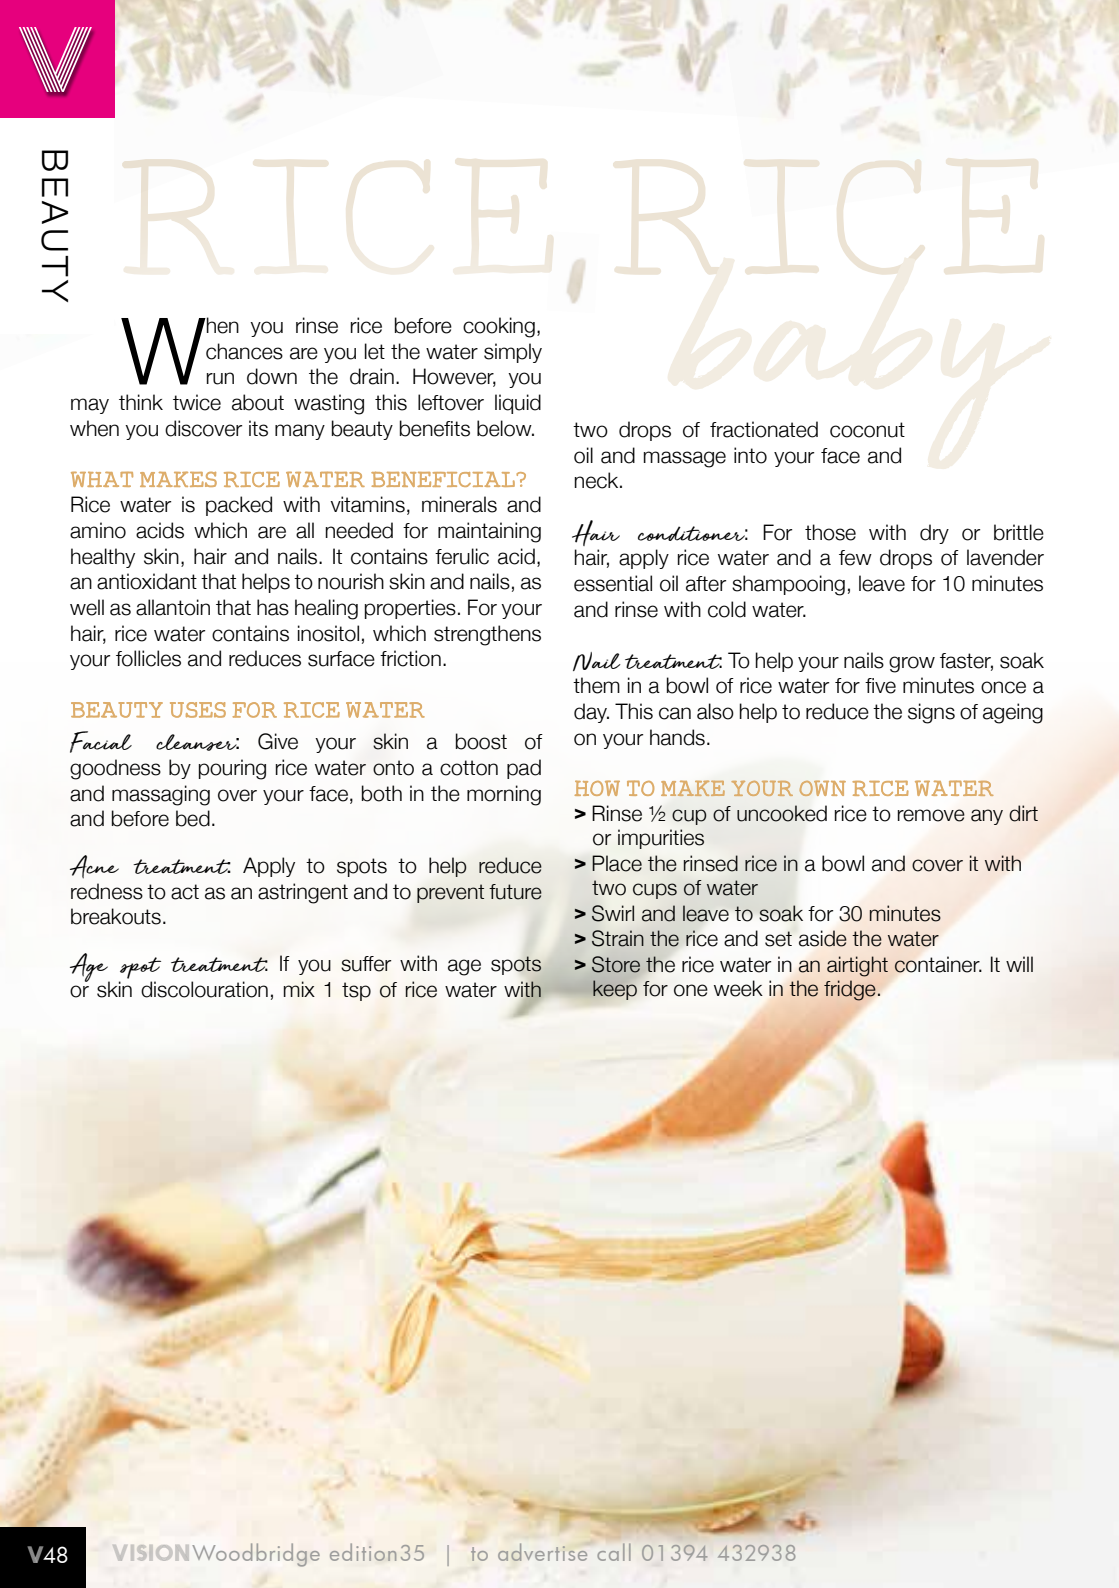 V
BEAUTY
RICE, RICE
baby
When you rinse rice before cooking,
chances are you let the water simply
run down the drain. However, you
may think twice about wasting this leftover liquid
when you discover its many beauty benefits below.
WHAT MAKES RICE WATER BENEFICIAL?
Rice water is packed with vitamins, minerals and
amino acids which are all needed for maintaining
healthy skin, hair and nails. It contains ferulic acid,
an antioxidant that helps to nourish skin and nails, as
well as allantoin that has healing properties. For your
hair, rice water contains inositol, which strengthens
your follicles and reduces surface friction.
BEAUTY USES FOR RICE WATER
Facial cleanser: Give your skin a boost of
goodness by pouring rice water onto a cotton pad
and massaging over your face, both in the morning
and before bed.
Acne treatment: Apply to spots to help reduce
redness to act as an astringent and to prevent future
breakouts.
Age spot treatment: If you suffer with age spots
or skin discolouration, mix 1 tsp of rice water with
two drops of fractionated coconut
oil and massage into your face and
neck.
Hair conditioner: For those with dry or brittle
hair, apply rice water and a few drops of lavender
essential oil after shampooing, leave for 10 minutes
and rinse with cold water.
Nail treatment: To help your nails grow faster, soak
them in a bowl of rice water for five minutes once a
day. This can also help to reduce the signs of ageing
on your hands.
HOW TO MAKE YOUR OWN RICE WATER
> Rinse ½ cup of uncooked rice to remove any dirt
or impurities
> Place the rinsed rice in a bowl and cover it with
two cups of water
> Swirl and leave to soak for 30 minutes
> Strain the rice and set aside the water
> Store the rice water in an airtight container. It will
keep for one week in the fridge.
V48
VISIONWoodbridge edition35 | to advertise call 01394 432938